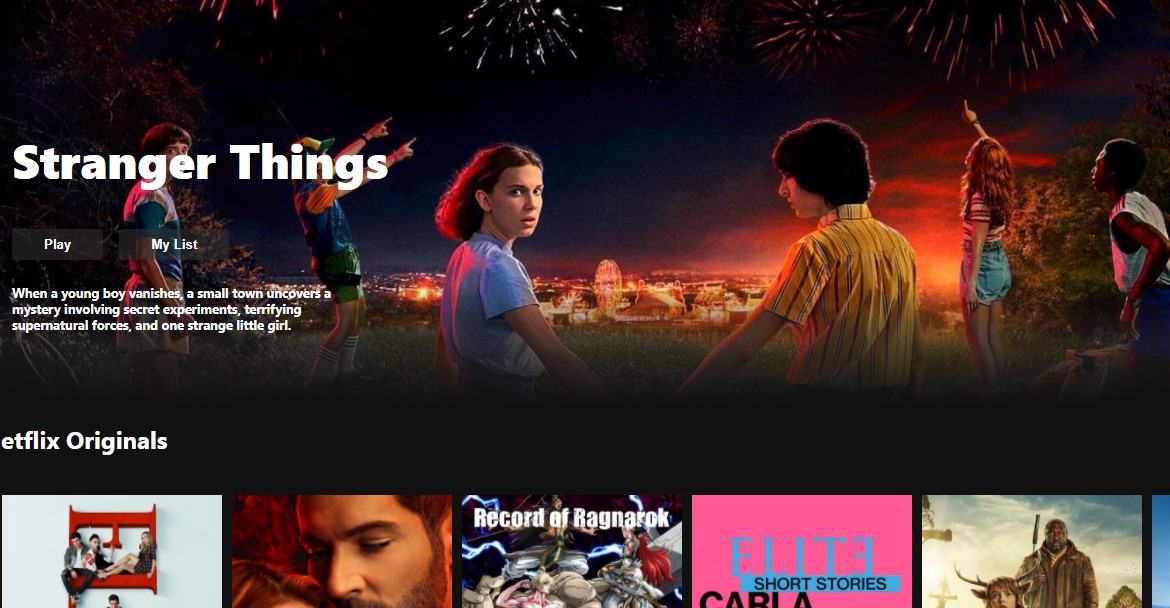 Stranger Things
Play
My List
When a young boy vanishes, a small town uncovers a
mystery involving secret experiments, terrifying
supernatural forces, and one strange little girl.
etflix Originals
Record of Ragnarok
ELITE
SHORT STORIES
CARLA